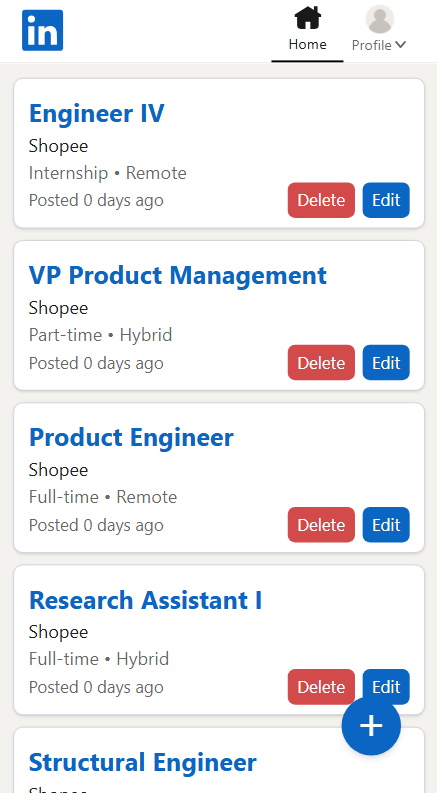 in
Home
Profile
Engineer IV
Shopee
Internship • Remote
Posted 0 days ago
Delete Edit
VP Product Management
Shopee
Part-time • Hybrid
Posted 0 days ago
Delete Edit
Product Engineer
Shopee
Full-time • Remote
Posted 0 days ago
Delete Edit
Research Assistant I
Shopee
Full-time • Hybrid
Posted 0 days ago
Delete Edit
+
Structural Engineer
Shopee